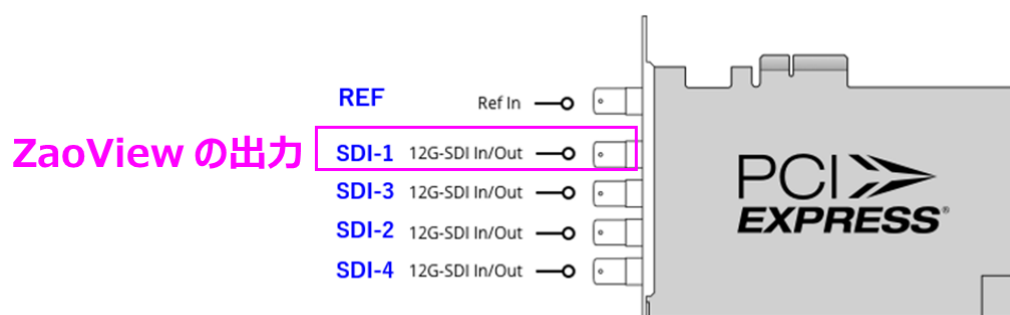 REF Ref In
ZaoView の出力 SDI-1 12G-SDI In/Out
SDI-3 12G-SDI In/Out
SDI-2 12G-SDI In/Out
SDI-4 12G-SDI In/Out
PCI
EXPRESS®